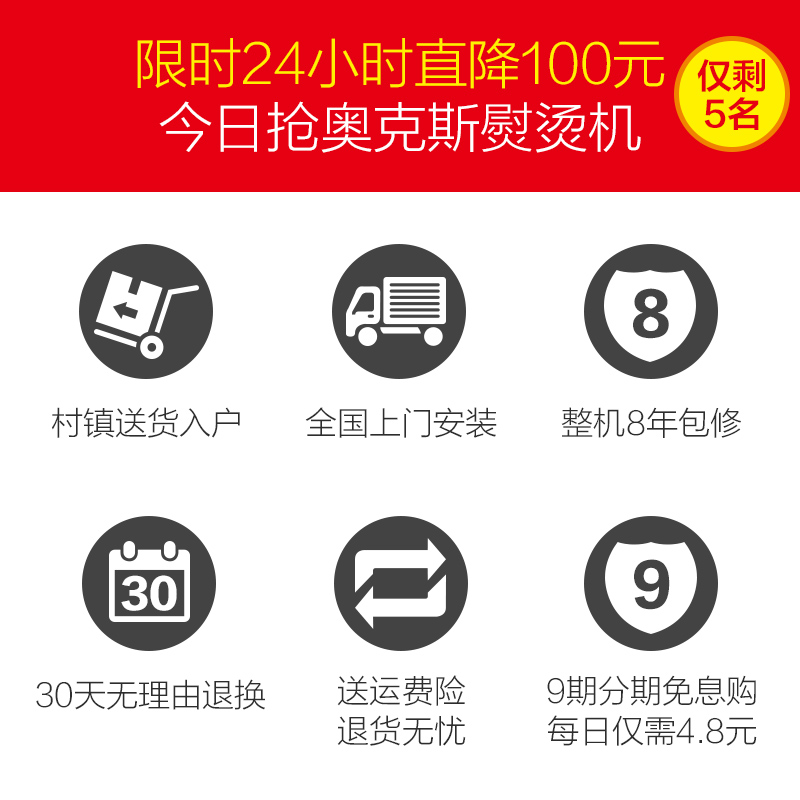 限时24小时直降100元
今日抢奥克斯熨烫机
仅剩
5名
8
村镇送货入户
全国上门安装
整机8年包修
30
9
30天无理由退换
送运费险
退货无忧
9期分期免息购
每日仅需4.8元